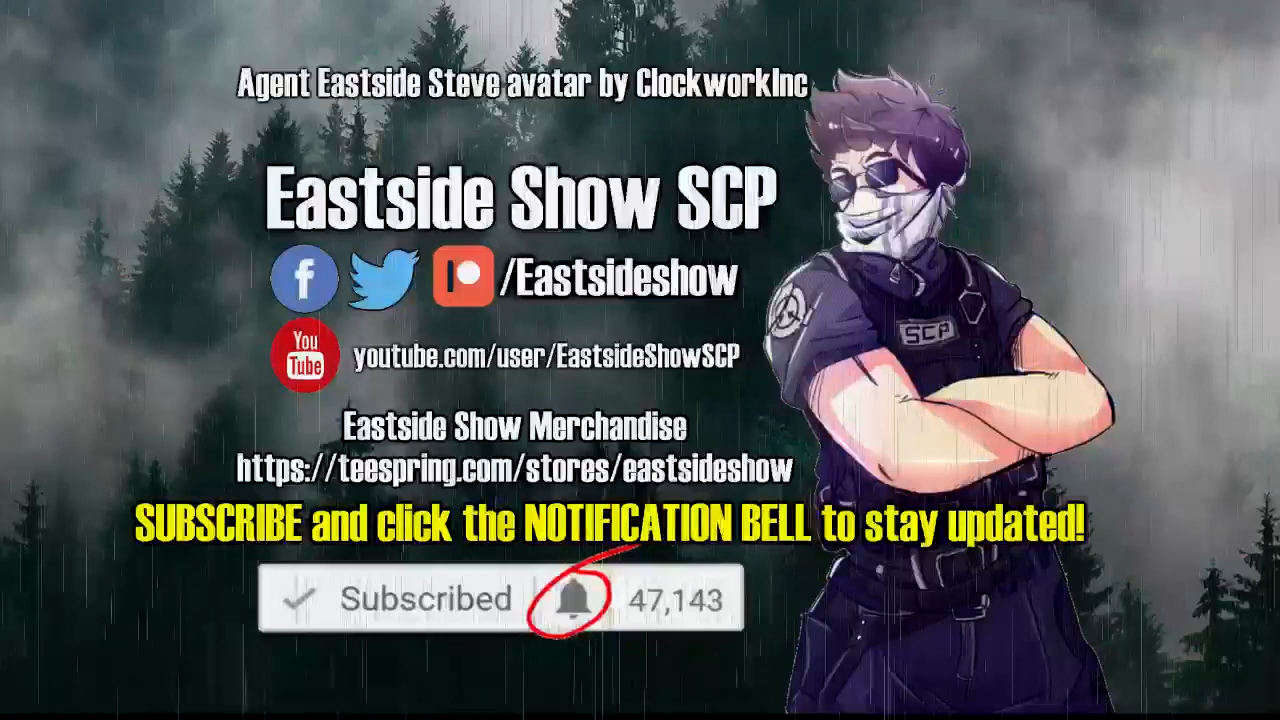 Agent Eastside Steve avatar by ClockworkInc
Eastside Show SCP
f /Eastsideshow
You Tube youtube.com/user/EastsideShowSCP
SCP
Eastside Show Merchandise
https://teespring.com/stores/eastsideshow
SUBSCRIBE and click the NOTIFICATION BELL to stay updated!
Subscribed 47,143